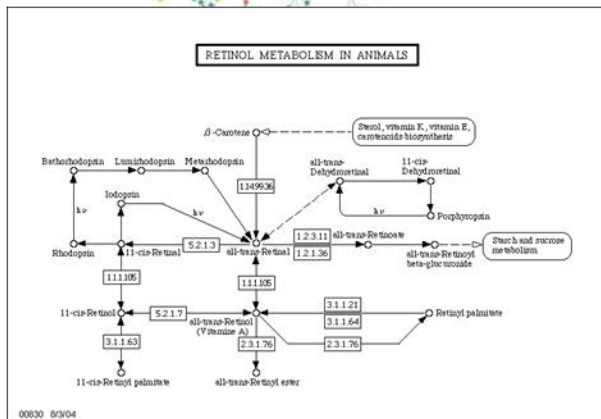 RETINOL METABOLISM IN ANIMALS
β-Carotene
Sterol, vitamin K, vitamin E,
carotenoids biosynthesis
Bathorhodopsin
Lumirhodopsin
Metarhodopsin
all-trans-
Dehydroretinal
11-cis-
Dehydroretinal
1.14.99.36
Iodopsin
hν
hν
hν
Porphyropsin
Rhodopsin
11-cis-Retinal
5.2.1.3
all-trans-Retinal
1.2.3.11
1.2.1.36
all-trans-Retinoate
all-trans-Retinoyl
beta-glucuronide
Starch and sucrose
metabolism
1.1.1.105
1.1.1.105
11-cis-Retinol
5.2.1.7
all-trans-Retinol
(Vitamine A)
3.1.1.21
3.1.1.64
Retinyl palmitate
3.1.1.63
2.3.1.76
2.3.1.76
11-cis-Retinyl palmitate
all-trans-Retinyl ester
00830 8/3/04